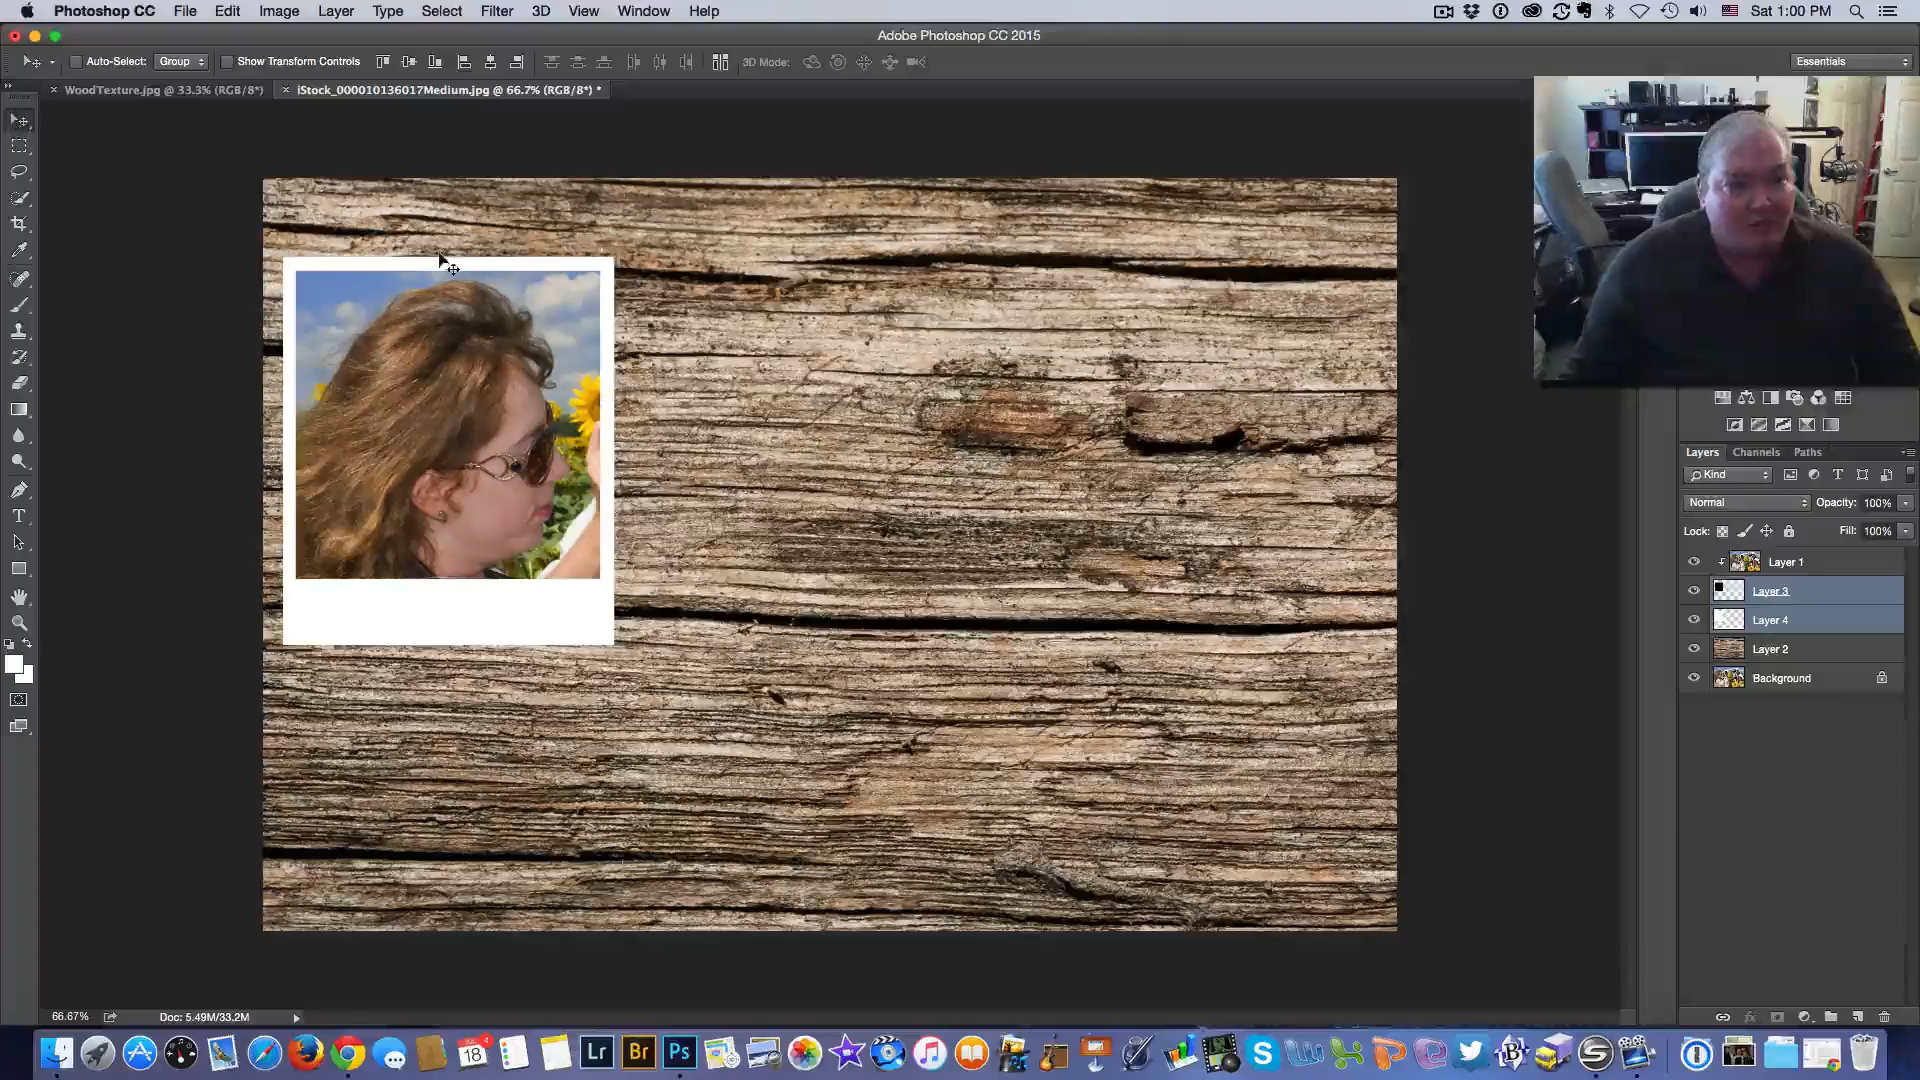 Photoshop CC File Edit Image Layer Type Select Filter 3D View Window Help Sat 1:00 PM
Adobe Photoshop CC 2015
Auto-Select: Group Show Transform Controls 3D Mode: Essentials
WoodTexture.jpg @ 33.3% (RGB/8*) iStock_000010136017Medium.jpg @ 66.7% (RGB/8*) *
Layers Channels Paths
Kind
Normal Opacity: 100%
Lock: Fill: 100%
Layer 1
Layer 3
Layer 4
Layer 2
Background
66.67% Doc: 5.49M/33.2M
JUL 18 4 Lr Br Ps